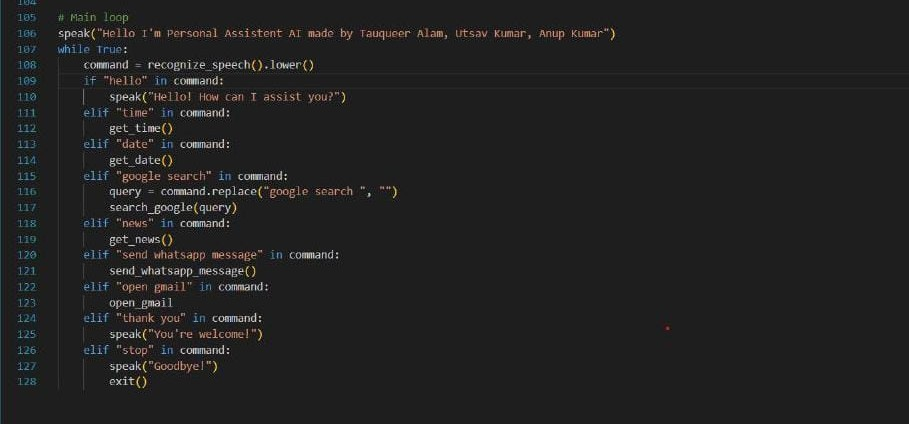 104
105 # Main loop
106 speak("Hello I'm Personal Assistent AI made by Tauqueer Alam, Utsav Kumar, Anup Kumar")
107 while True:
108     command = recognize_speech().lower()
109     if "hello" in command:
110         speak("Hello! How can I assist you?")
111     elif "time" in command:
112         get_time()
113     elif "date" in command:
114         get_date()
115     elif "google search" in command:
116         query = command.replace("google search ", "")
117         search_google(query)
118     elif "news" in command:
119         get_news()
120     elif "send whatsapp message" in command:
121         send_whatsapp_message()
122     elif "open gmail" in command:
123         open_gmail
124     elif "thank you" in command:
125         speak("You're welcome!")
126     elif "stop" in command:
127         speak("Goodbye!")
128         exit()